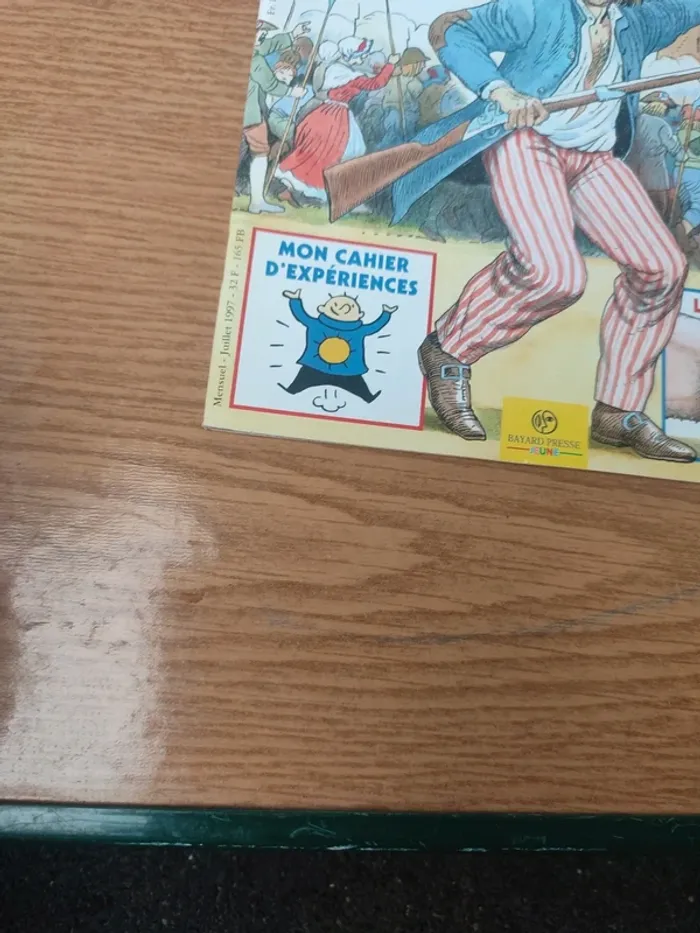 MON CAHIER
D'EXPÉRIENCES
Mensuel - Juillet 1997 - 32 F - 165 FB
BAYARD PRESSE
JEUNE